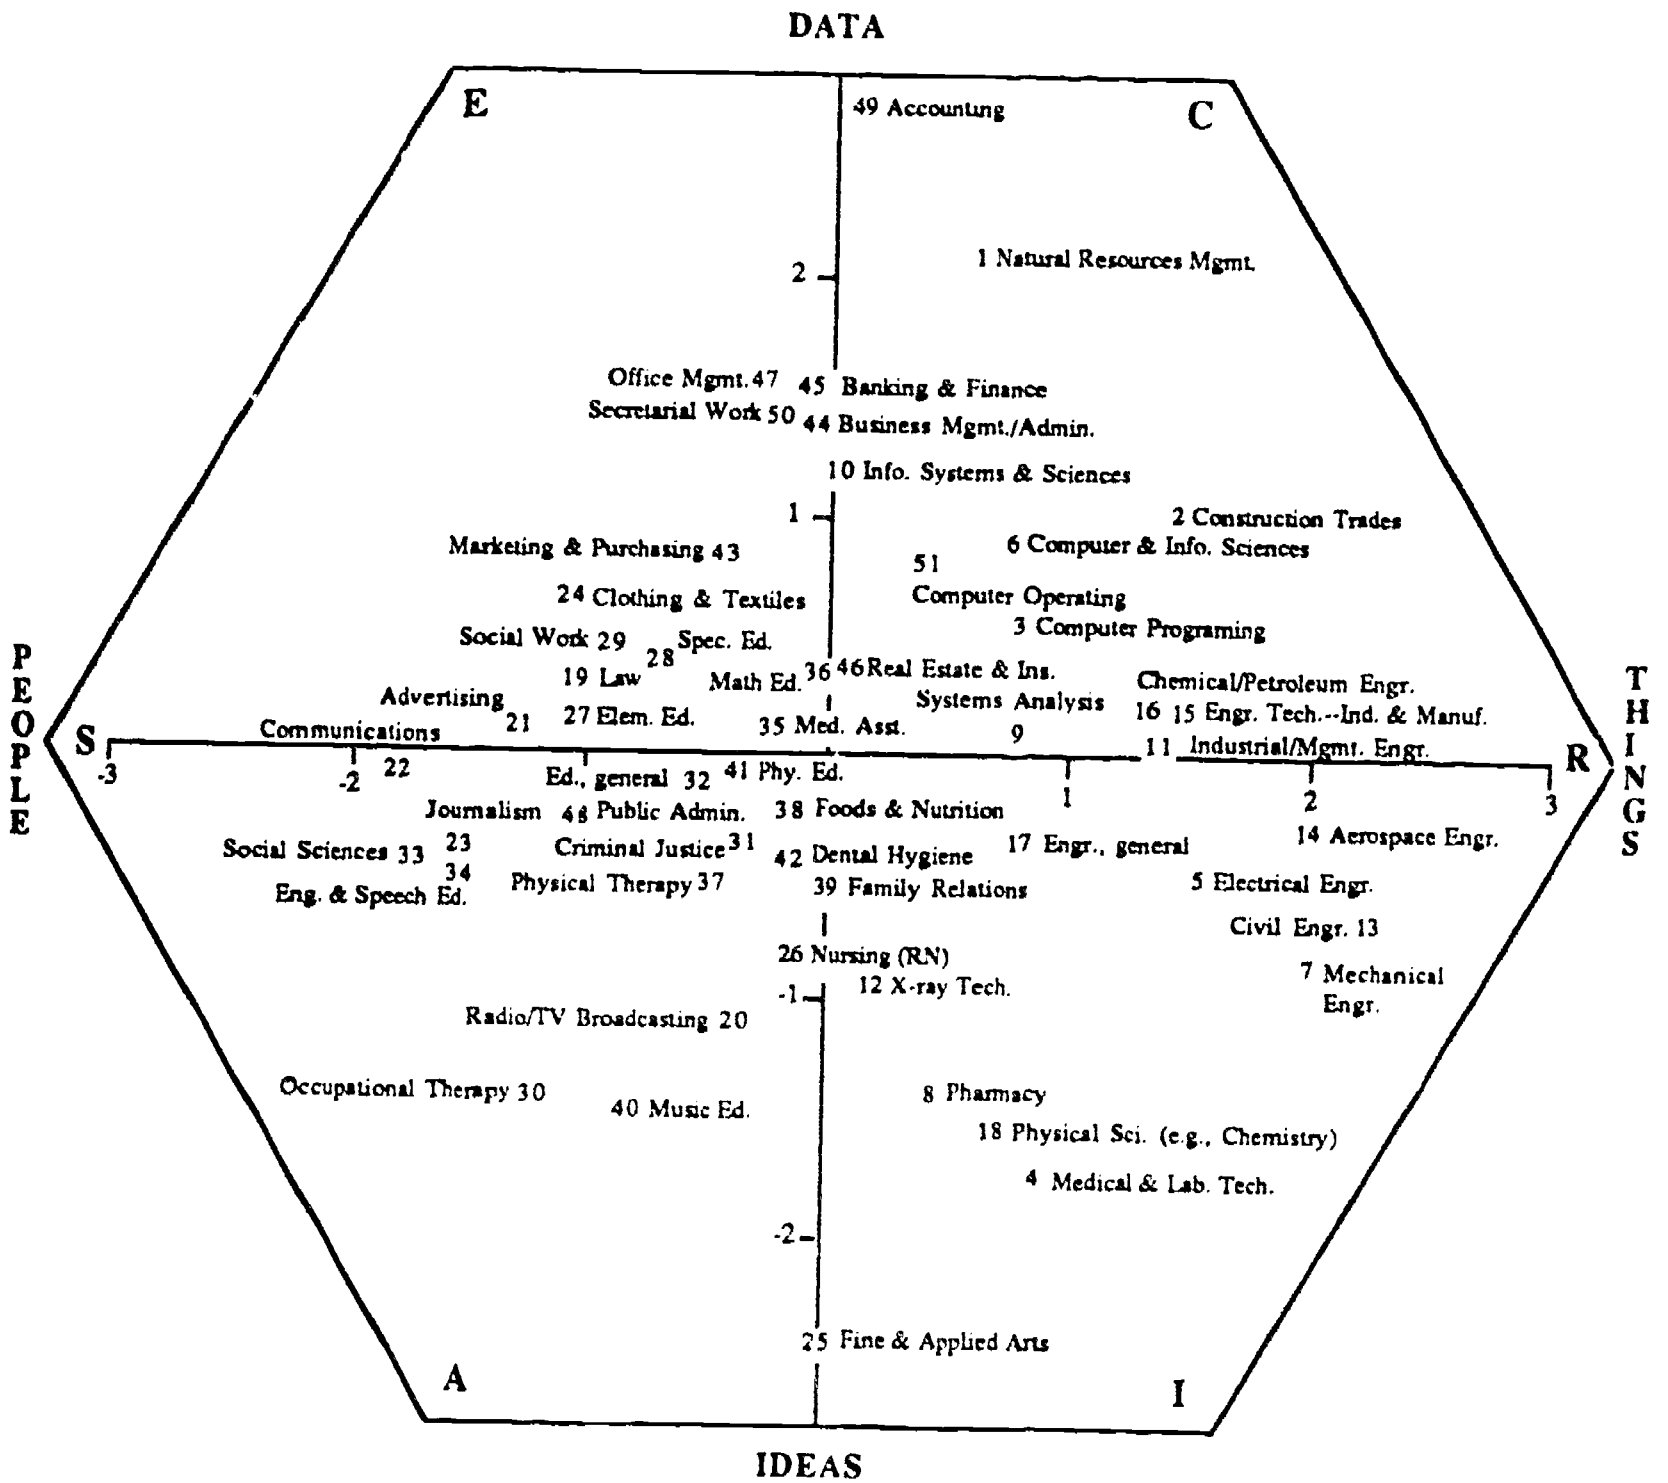 DATA
E
C
49 Accounting
1 Natural Resources Mgmt.
2
Office Mgmt. 47
45 Banking & Finance
Secretarial Work 50
44 Business Mgmt./Admin.
10 Info. Systems & Sciences
1
2 Construction Trades
Marketing & Purchasing 43
6 Computer & Info. Sciences
51
Computer Operating
24 Clothing & Textiles
3 Computer Programing
Social Work 29
28 Spec. Ed.
19 Law
Math Ed. 36
46 Real Estate & Ins.
Chemical/Petroleum Engr.
16
15 Engr. Tech.--Ind. & Manuf.
Advertising
21
27 Elem. Ed.
Systems Analysis
9
35 Med. Asst.
11 Industrial/Mgmt. Engr.
Communications
22
PEOPLE
S
R
THINGS
-3
-2
1
2
3
Ed., general 32
41 Phy. Ed.
Journalism
23
48 Public Admin.
38 Foods & Nutrition
14 Aerospace Engr.
Social Sciences 33
Criminal Justice 31
42 Dental Hygiene
17 Engr., general
34
Eng. & Speech Ed.
Physical Therapy 37
39 Family Relations
5 Electrical Engr.
Civil Engr. 13
26 Nursing (RN)
7 Mechanical
Engr.
12 X-ray Tech.
-1
Radio/TV Broadcasting 20
Occupational Therapy 30
40 Music Ed.
8 Pharmacy
18 Physical Sci. (e.g., Chemistry)
4 Medical & Lab. Tech.
-2
25 Fine & Applied Arts
A
I
IDEAS